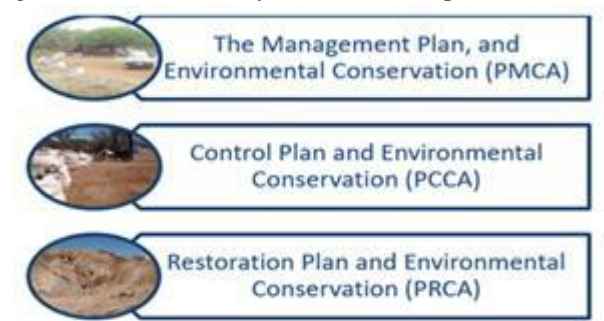 The Management Plan, and
Environmental Conservation (PMCA)
Control Plan and Environmental
Conservation (PCCA)
Restoration Plan and Environmental
Conservation (PRCA)